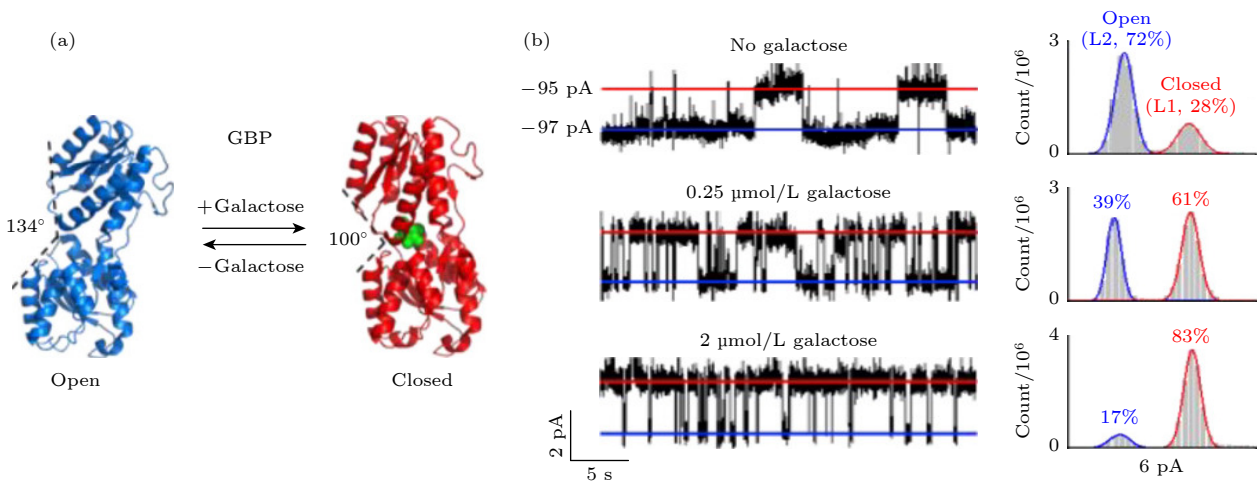 (a)
GBP
134°
+Galactose
−Galactose
100°
Open
Closed
(b)
No galactose
−95 pA
−97 pA
Open
(L2, 72%)
Closed
(L1, 28%)
3
Count/10⁶
0
0.25 μmol/L galactose
3
Count/10⁶
0
39%
61%
2 μmol/L galactose
2 pA
5 s
4
Count/10⁶
0
17%
83%
6 pA